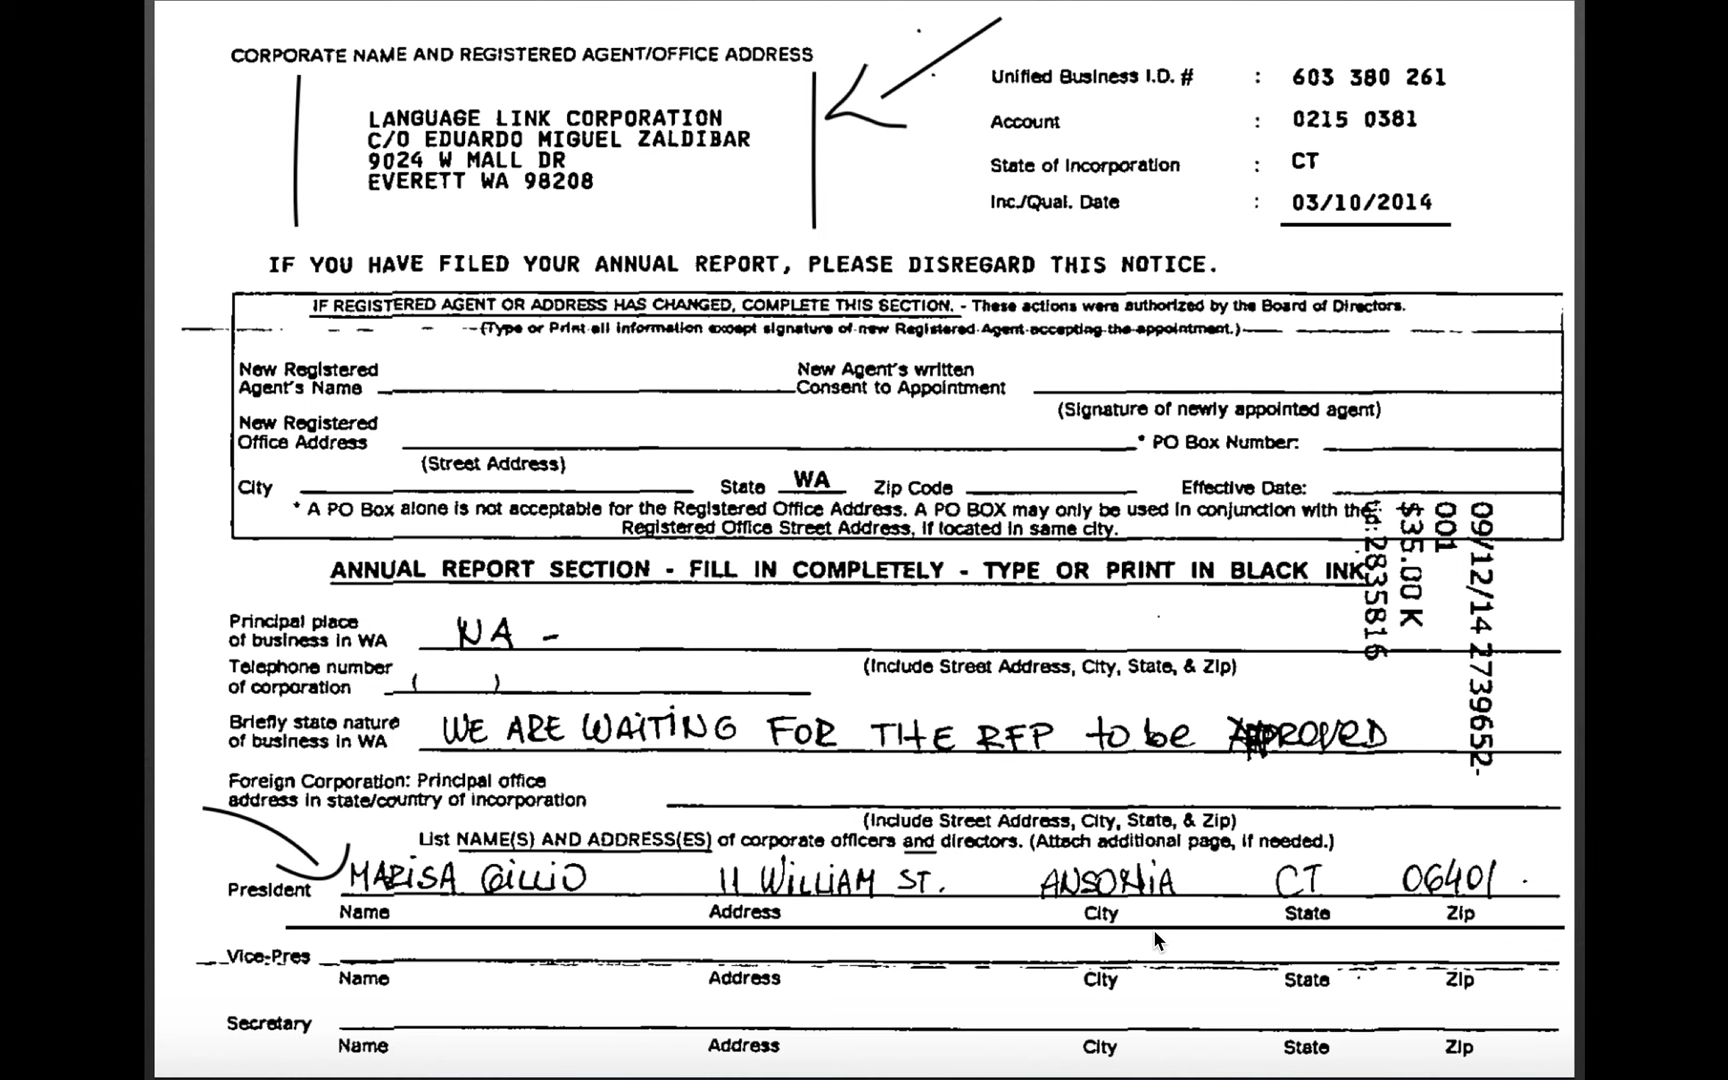 CORPORATE NAME AND REGISTERED AGENT/OFFICE ADDRESS
LANGUAGE LINK CORPORATION
C/O EDUARDO MIGUEL ZALDIBAR
9024 W MALL DR
EVERETT WA 98208
Unified Business I.D. # : 603 380 261
Account : 0215 0381
State of Incorporation : CT
Inc./Qual. Date : 03/10/2014
IF YOU HAVE FILED YOUR ANNUAL REPORT, PLEASE DISREGARD THIS NOTICE.
IF REGISTERED AGENT OR ADDRESS HAS CHANGED, COMPLETE THIS SECTION. - These actions were authorized by the Board of Directors.
(Type or Print all information except signature of new Registered Agent accepting the appointment.)
New Registered
Agent's Name
New Agent's written
Consent to Appointment
(Signature of newly appointed agent)
New Registered
Office Address
* PO Box Number:
(Street Address)
City State WA Zip Code Effective Date:
* A PO Box alone is not acceptable for the Registered Office Address. A PO BOX may only be used in conjunction with the
Registered Office Street Address, if located in same city.
09/12/14 2739652-
001
$35.00 K
id: 2835816
ANNUAL REPORT SECTION - FILL IN COMPLETELY - TYPE OR PRINT IN BLACK INK
Principal place
of business in WA NA -
(Include Street Address, City, State, & Zip)
Telephone number
of corporation ( )
Briefly state nature
of business in WA WE ARE WAITING FOR THE RFP to be APPROVED
Foreign Corporation: Principal office
address in state/country of incorporation
(Include Street Address, City, State, & Zip)
List NAME(S) AND ADDRESS(ES) of corporate officers and directors. (Attach additional page, if needed.)
President MARISA GILLIO 11 WILLIAM ST. ANSONIA CT 06401
Name Address City State Zip
Vice-Pres
Name Address City State Zip
Secretary
Name Address City State Zip